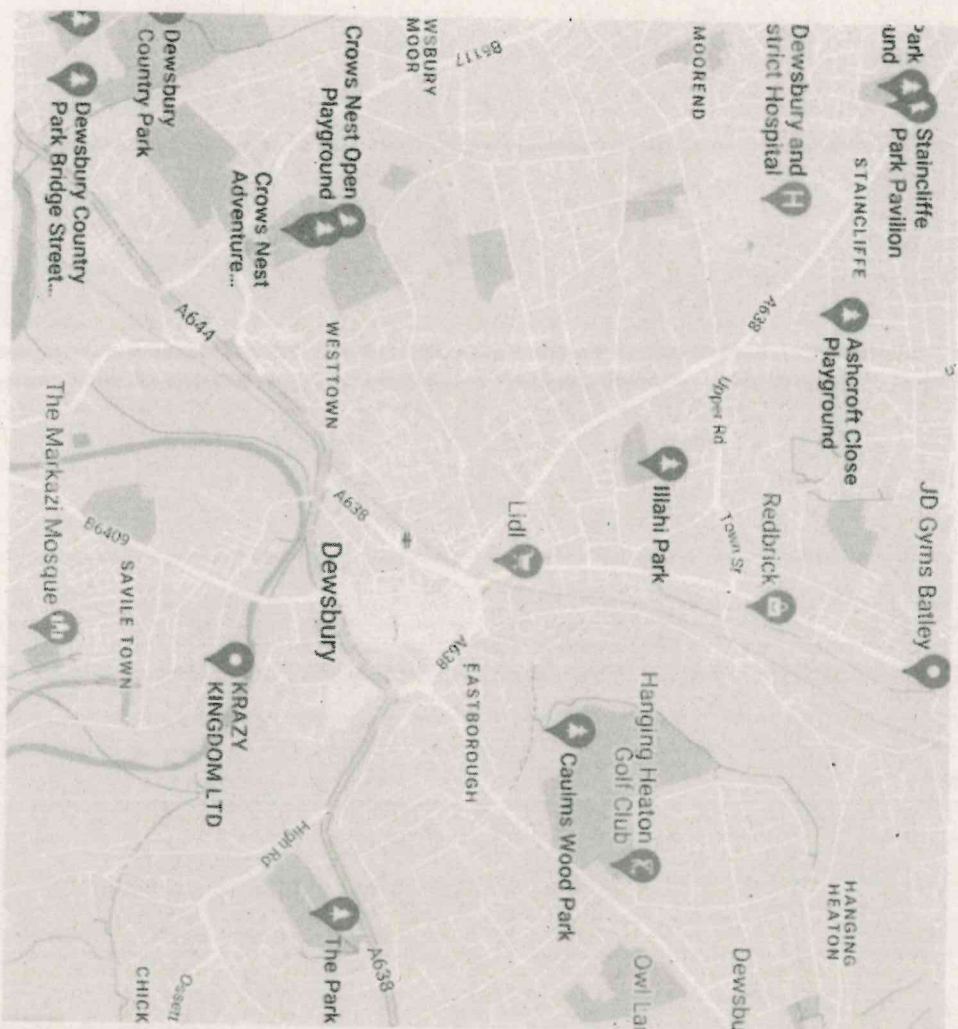 Park
und
Staincliffe
Park Pavilion
STAINCLIFFE
Ashcroft Close
Playground
JD Gyms Batley
Dewsbury and
strict Hospital
MOOREND
A638
Upper Rd
Town St
Redbrick
Illahi Park
Lidl
HANGING
HEATON
Hanging Heaton
Golf Club
Caulms Wood Park
Owl La
Dewsbu
WSBURY
MOOR
B6117
Crows Nest Open
Playground
Crows Nest
Adventure...
WESTTOWN
A638
Dewsbury
A638
EASTBOROUGH
Dewsbury
Country Park
Dewsbury Country
Park Bridge Street...
A644
The Markazi Mosque
B6409
SAVILE TOWN
KRAZY
KINGDOM LTD
High Rd
The Park
A638
Ossett
CHICK